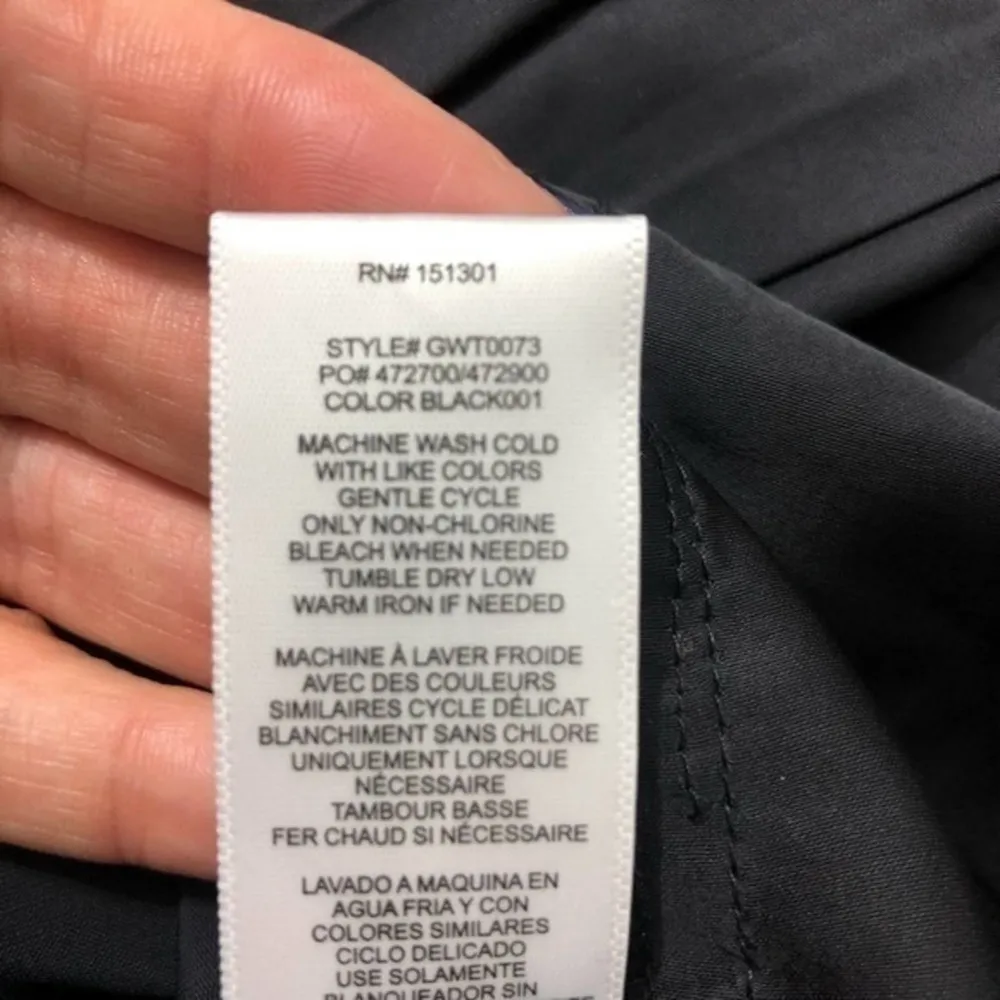 RN# 151301
STYLE# GWT0073
PO# 472700/472900
COLOR BLACK001
MACHINE WASH COLD
WITH LIKE COLORS
GENTLE CYCLE
ONLY NON-CHLORINE
BLEACH WHEN NEEDED
TUMBLE DRY LOW
WARM IRON IF NEEDED
MACHINE À LAVER FROIDE
AVEC DES COULEURS
SIMILAIRES CYCLE DÉLICAT
BLANCHIMENT SANS CHLORE
UNIQUEMENT LORSQUE
NÉCESSAIRE
TAMBOUR BASSE
FER CHAUD SI NÉCESSAIRE
LAVADO A MAQUINA EN
AGUA FRIA Y CON
COLORES SIMILARES
CICLO DELICADO
USE SOLAMENTE
BLANQUEADOR SIN